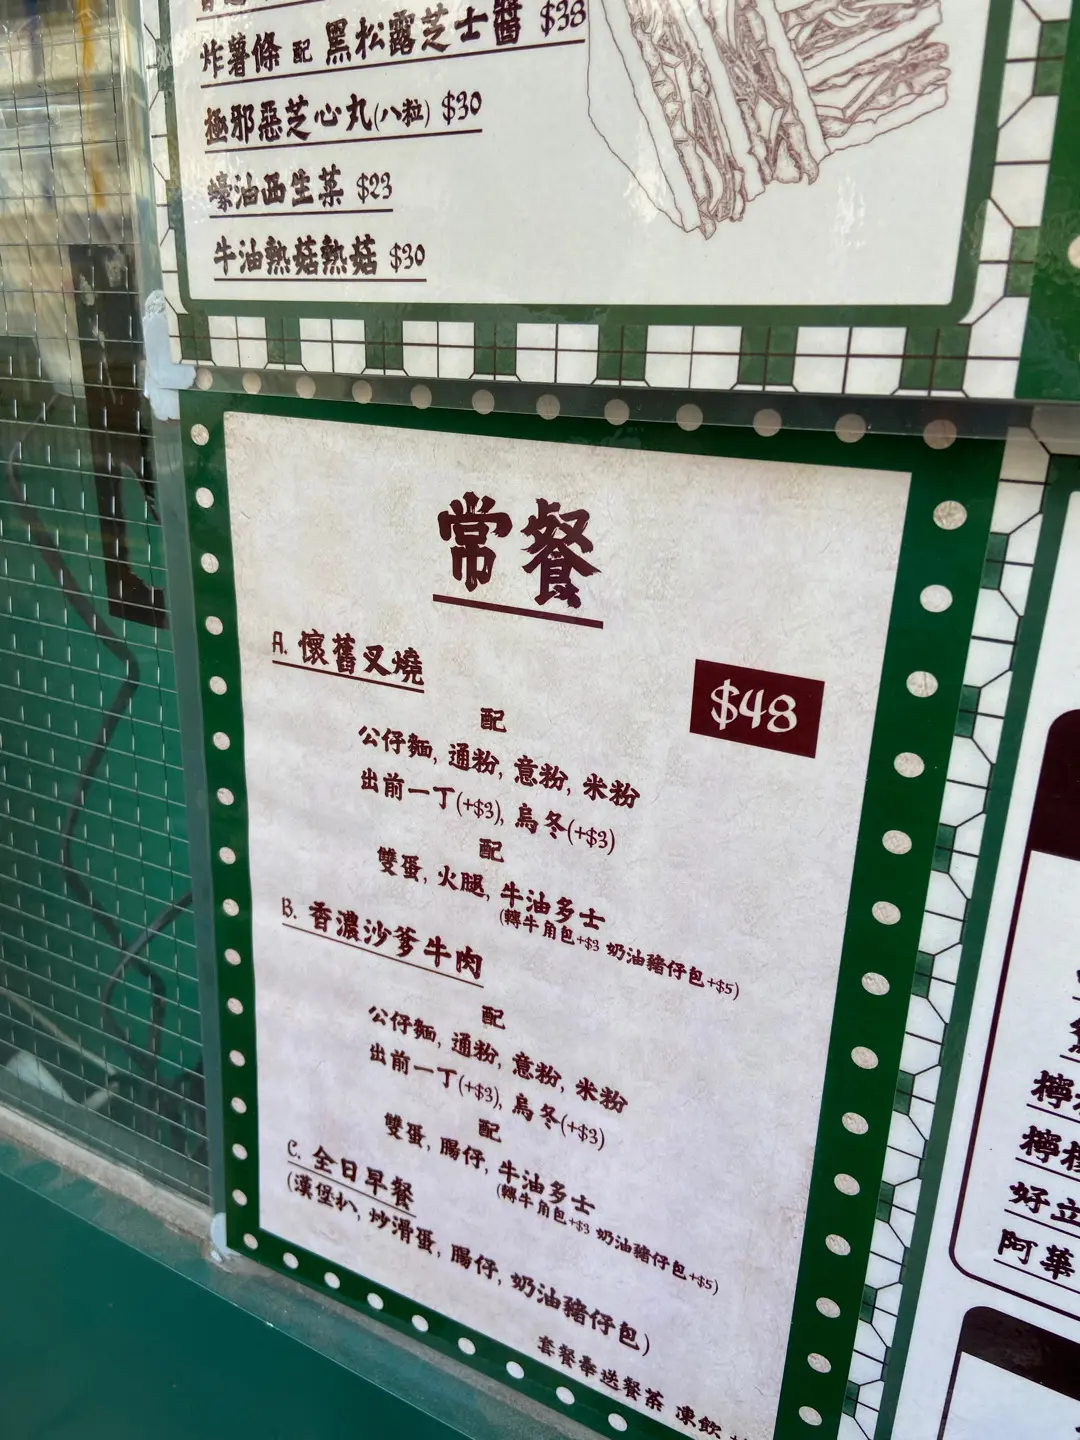 炸薯條 配 黑松露芝士醬 $38
極邪惡芝心丸(八粒) $30
蠔油西生菜 $23
牛油熱菇熱菇 $30
常餐
$48
A. 懷舊叉燒
配
公仔麵, 通粉, 意粉, 米粉
出前一丁(+$3), 烏冬(+$3)
配
雙蛋, 火腿, 牛油多士
(轉牛角包+$3 奶油豬仔包+$5)
B. 香濃沙爹牛肉
配
公仔麵, 通粉, 意粉, 米粉
出前一丁(+$3), 烏冬(+$3)
配
雙蛋, 腸仔, 牛油多士
(轉牛角包+$3 奶油豬仔包+$5)
C. 全日早餐
(漢堡扒, 炒滑蛋, 腸仔, 奶油豬仔包)
套餐奉送餐茶 凍飲
檸
檸
好立
阿華